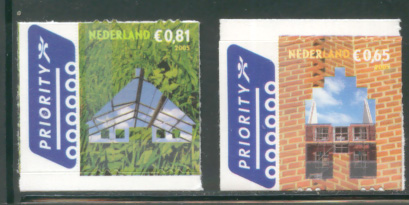 PRIORITY
NEDERLAND €0,81
2005
PRIORITY
NEDERLAND €0,65